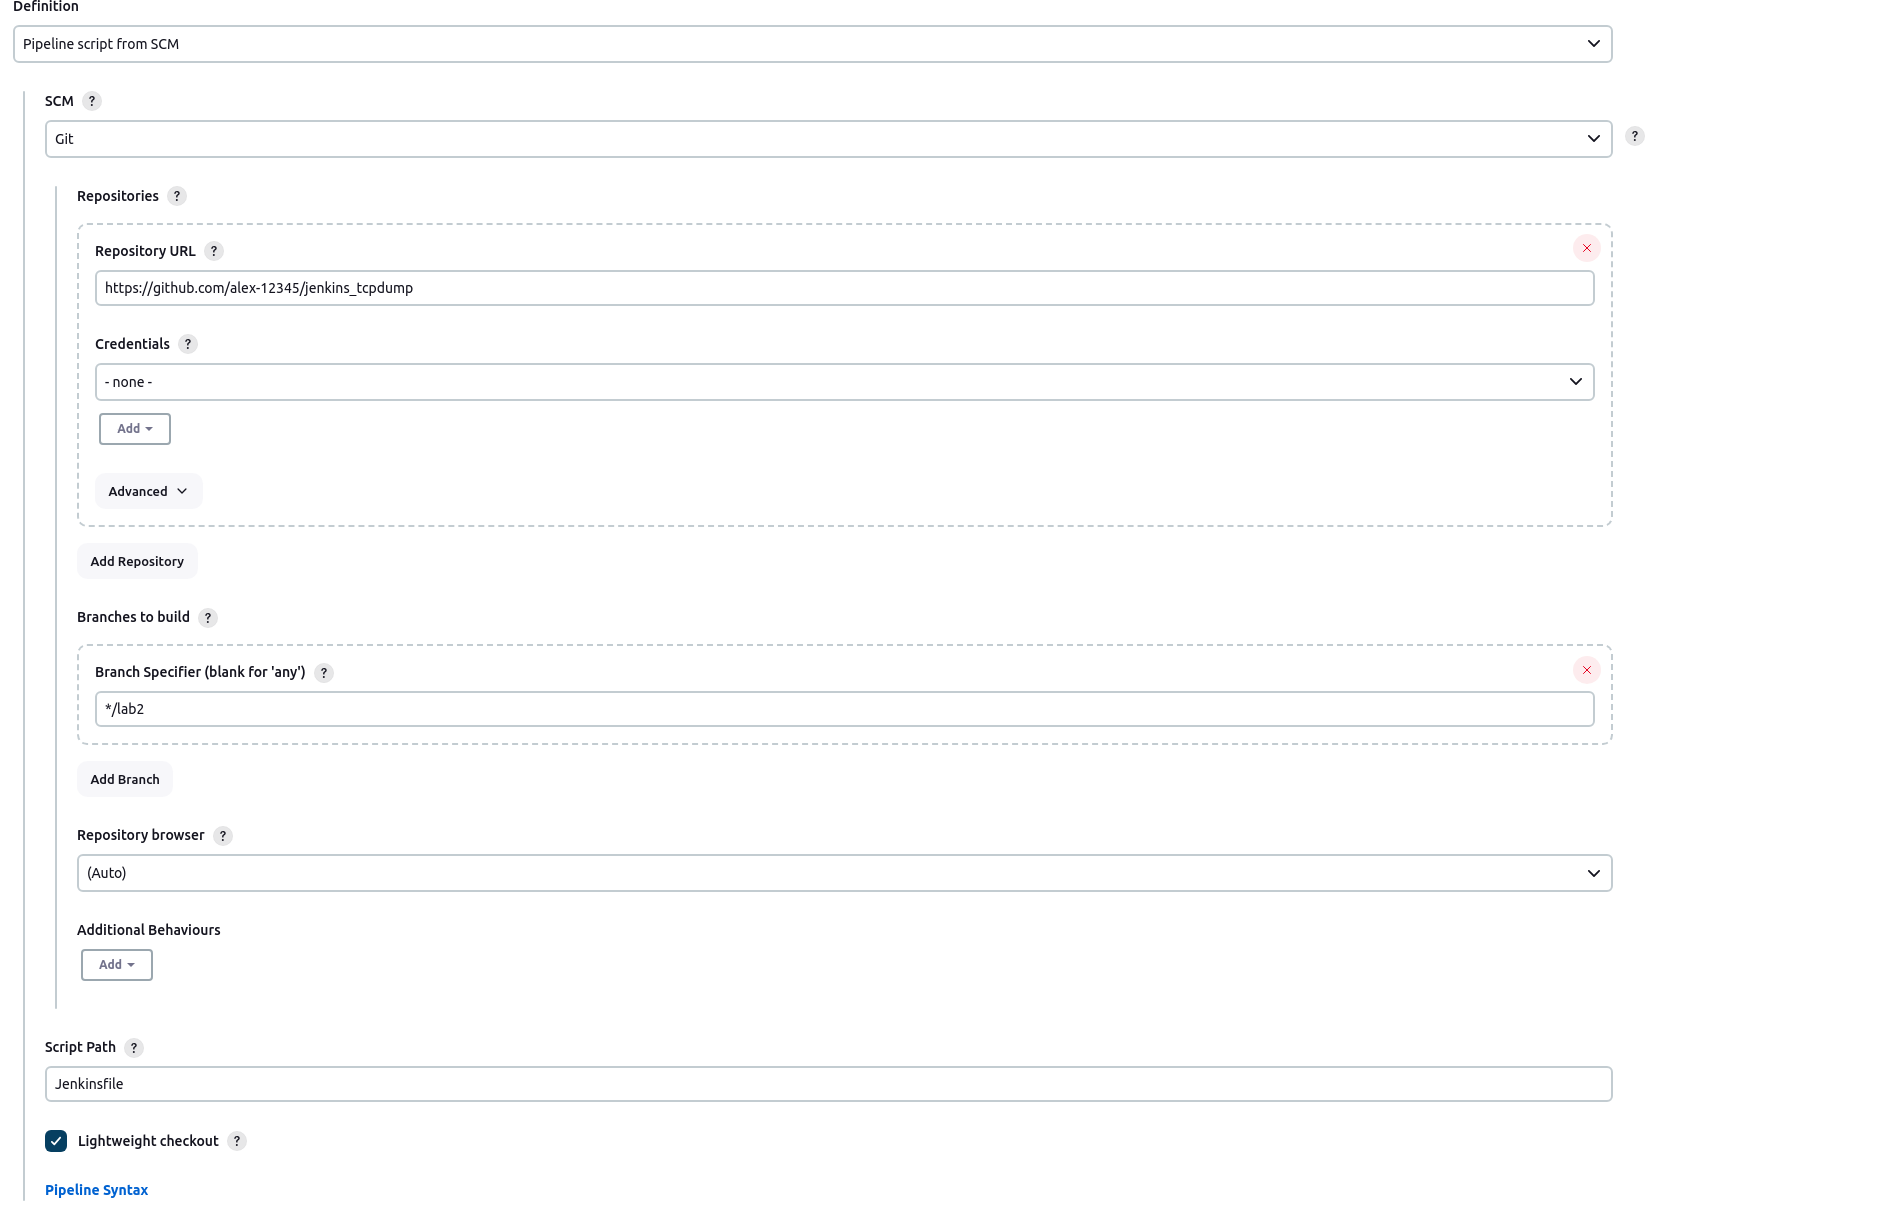 Definition
Pipeline script from SCM
SCM ?
Git
?
Repositories ?
Repository URL ?
https://github.com/alex-12345/jenkins_tcpdump
Credentials ?
- none -
Add
Advanced
Add Repository
Branches to build ?
Branch Specifier (blank for 'any') ?
*/lab2
Add Branch
Repository browser ?
(Auto)
Additional Behaviours
Add
Script Path ?
Jenkinsfile
Lightweight checkout ?
Pipeline Syntax